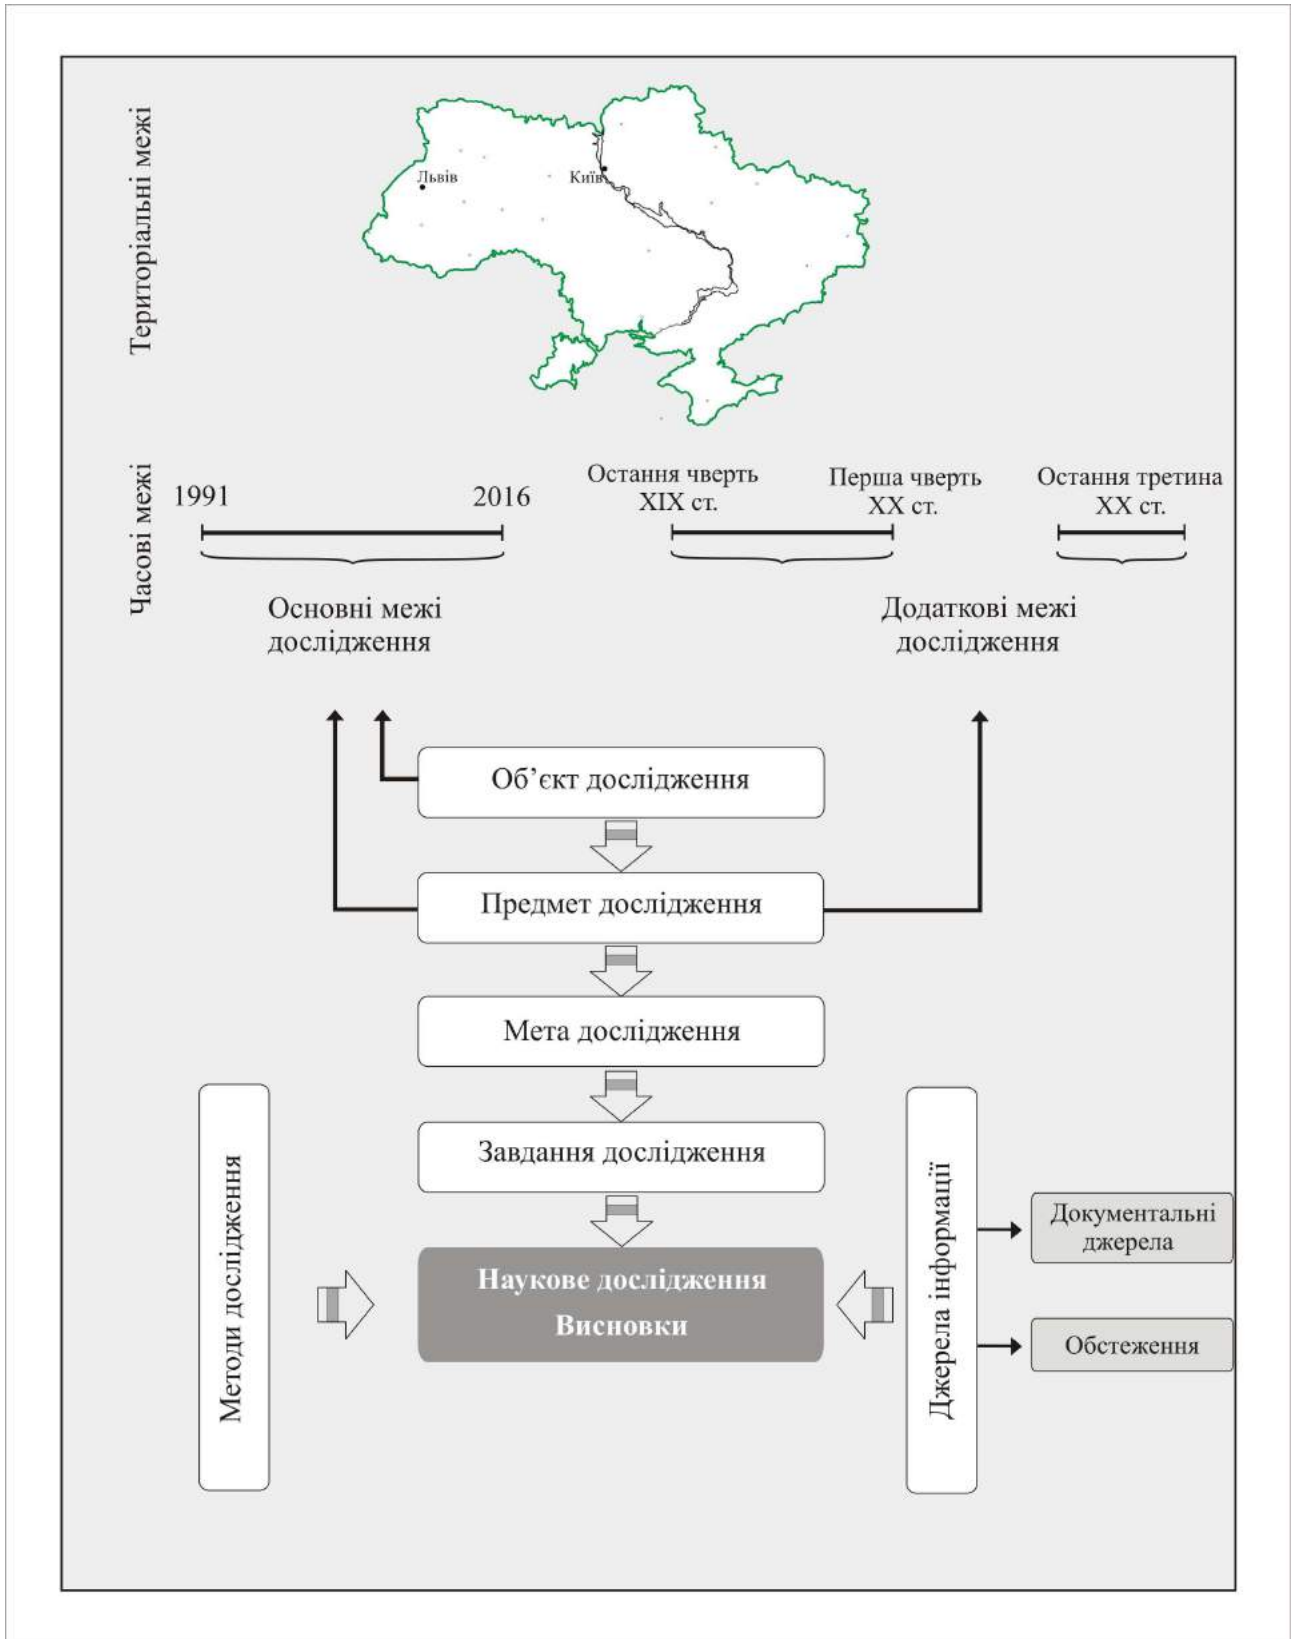 Територіальні межі
Львів
Київ
Часові межі
1991
2016
Остання чверть
XIX ст.
Перша чверть
XX ст.
Остання третина
XX ст.
Основні межі
дослідження
Додаткові межі
дослідження
Об’єкт дослідження
Предмет дослідження
Мета дослідження
Завдання дослідження
Наукове дослідження
Висновки
Методи дослідження
Джерела інформації
Документальні
джерела
Обстеження